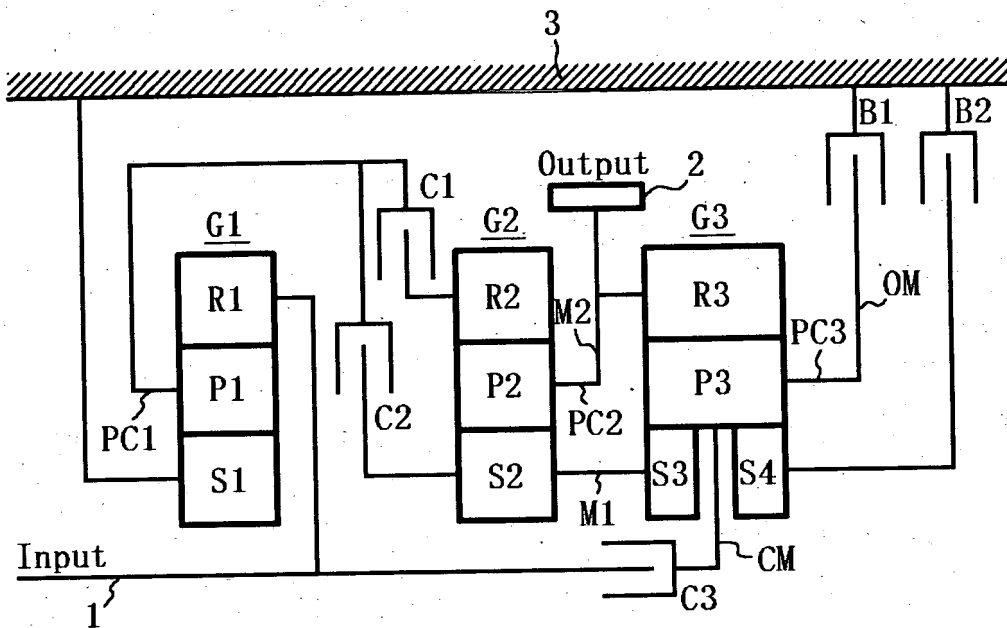 3
B1
B2
Output
2
C1
G1
G2
G3
R1
R2
M2
R3
OM
PC3
P1
P2
P3
PC1
C2
PC2
S1
S2
S3
S4
M1
Input
CM
1
C3